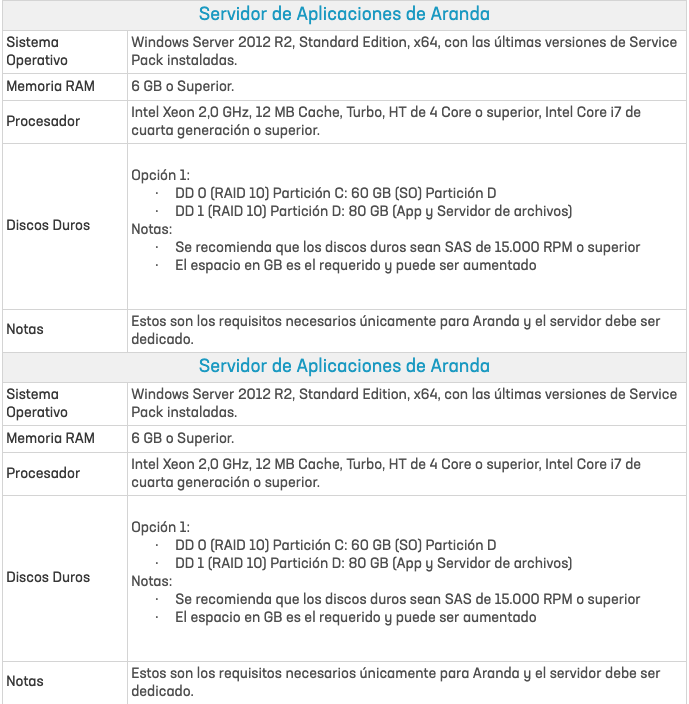 Servidor de Aplicaciones de Aranda
Sistema Operativo
Windows Server 2012 R2, Standard Edition, x64, con las últimas versiones de Service
Pack instaladas.
Memoria RAM
6 GB o Superior.
Procesador
Intel Xeon 2,0 GHz, 12 MB Cache, Turbo, HT de 4 Core o superior, Intel Core i7 de
cuarta generación o superior.
Discos Duros
Opción 1:
· DD 0 (RAID 10) Partición C: 60 GB (SO) Partición D
· DD 1 (RAID 10) Partición D: 80 GB (App y Servidor de archivos)
Notas:
· Se recomienda que los discos duros sean SAS de 15.000 RPM o superior
· El espacio en GB es el requerido y puede ser aumentado
Notas
Estos son los requisitos necesarios únicamente para Aranda y el servidor debe ser
dedicado.
Servidor de Aplicaciones de Aranda
Sistema Operativo
Windows Server 2012 R2, Standard Edition, x64, con las últimas versiones de Service
Pack instaladas.
Memoria RAM
6 GB o Superior.
Procesador
Intel Xeon 2,0 GHz, 12 MB Cache, Turbo, HT de 4 Core o superior, Intel Core i7 de
cuarta generación o superior.
Discos Duros
Opción 1:
· DD 0 (RAID 10) Partición C: 60 GB (SO) Partición D
· DD 1 (RAID 10) Partición D: 80 GB (App y Servidor de archivos)
Notas:
· Se recomienda que los discos duros sean SAS de 15.000 RPM o superior
· El espacio en GB es el requerido y puede ser aumentado
Notas
Estos son los requisitos necesarios únicamente para Aranda y el servidor debe ser
dedicado.